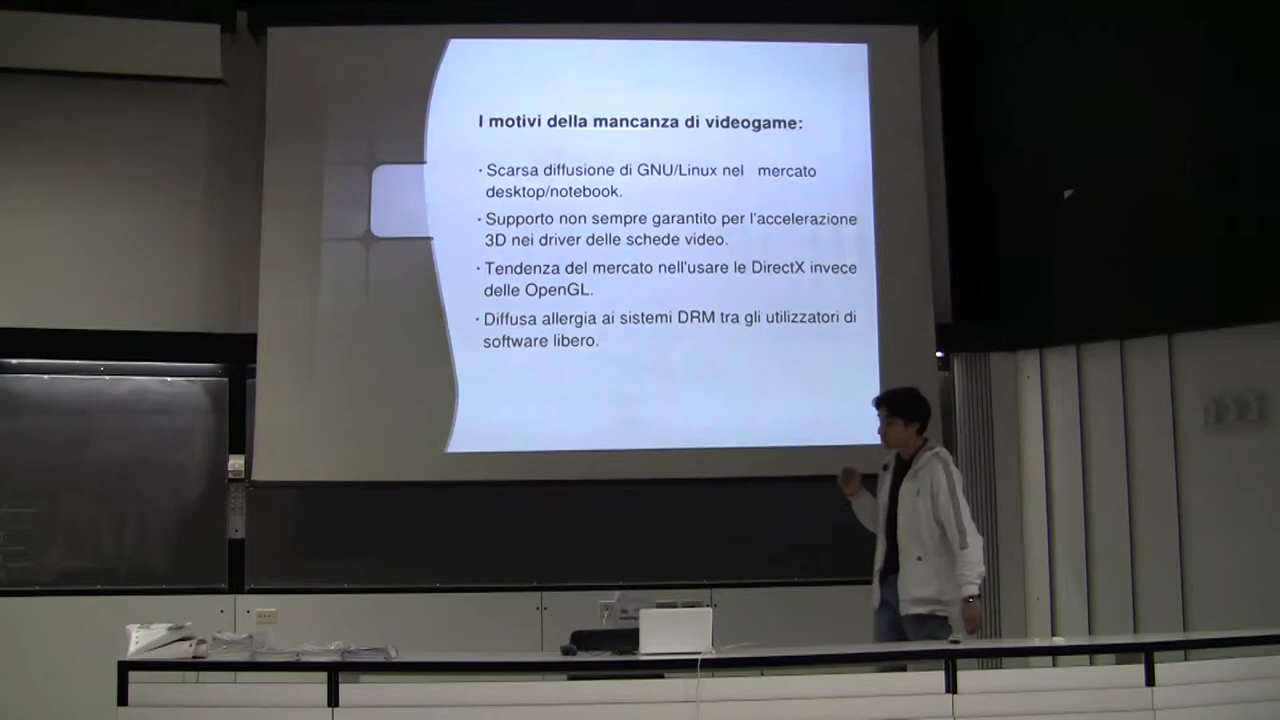 I motivi della mancanza di videogame:
· Scarsa diffusione di GNU/Linux nel mercato
desktop/notebook.
· Supporto non sempre garantito per l'accelerazione
3D nei driver delle schede video.
· Tendenza del mercato nell'usare le DirectX invece
delle OpenGL.
· Diffusa allergia ai sistemi DRM tra gli utilizzatori di
software libero.